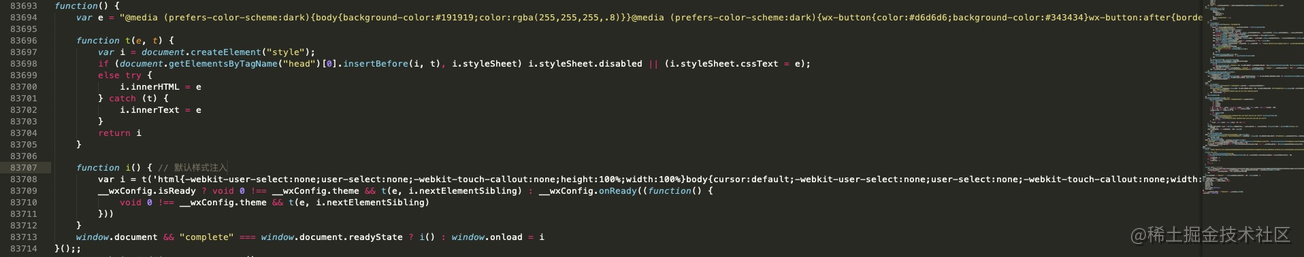 83693 function() {
83694 var e = "@media (prefers-color-scheme:dark){body{background-color:#191919;color:rgba(255,255,255,.8)}}@media (prefers-color-scheme:dark){wx-button{color:#d6d6d6;background-color:#343434}wx-button:after{borde
83695
83696 function t(e, t) {
83697 var i = document.createElement("style");
83698 if (document.getElementsByTagName("head")[0].insertBefore(i, t), i.styleSheet) i.styleSheet.disabled || (i.styleSheet.cssText = e);
83699 else try {
83700 i.innerHTML = e
83701 } catch (t) {
83702 i.innerText = e
83703 }
83704 return i
83705 }
83706
83707 function i() { // 默认样式注入
83708 var i = t('html{-webkit-user-select:none;user-select:none;-webkit-touch-callout:none;height:100%;width:100%}body{cursor:default;-webkit-user-select:none;user-select:none;-webkit-touch-callout:none;width:
83709 __wxConfig.isReady ? void 0 !== __wxConfig.theme && t(e, i.nextElementSibling) : __wxConfig.onReady((function() {
83710 void 0 !== __wxConfig.theme && t(e, i.nextElementSibling)
83711 }))
83712 }
83713 window.document && "complete" === window.document.readyState ? i() : window.onload = i
83714 }();;
@稀土掘金技术社区